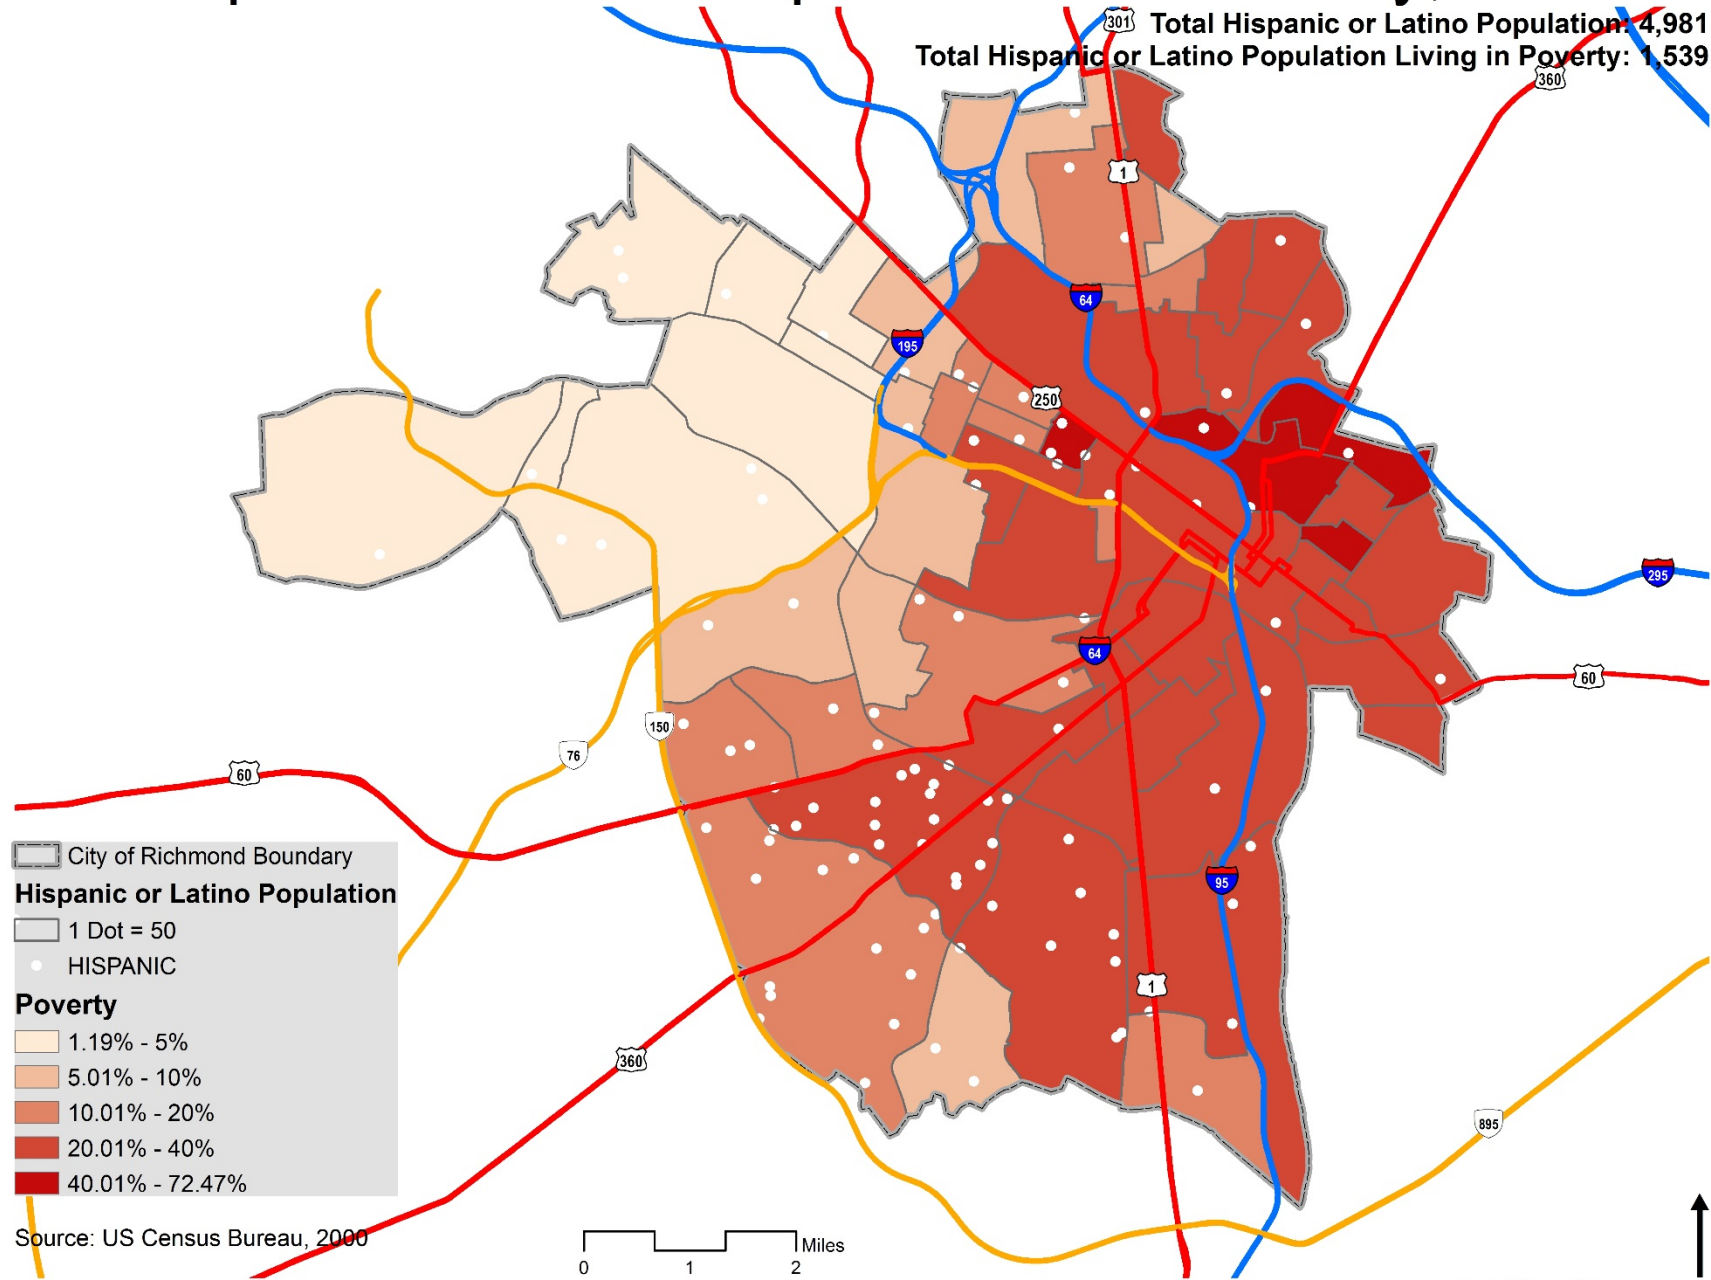 Total Hispanic or Latino Population: 4,981
Total Hispanic or Latino Population Living in Poverty: 1,539
301
360
1
64
195
250
295
64
60
150
76
60
95
1
360
895
City of Richmond Boundary
Hispanic or Latino Population
1 Dot = 50
HISPANIC
Poverty
1.19% - 5%
5.01% - 10%
10.01% - 20%
20.01% - 40%
40.01% - 72.47%
Source: US Census Bureau, 2000
Miles
0 1 2